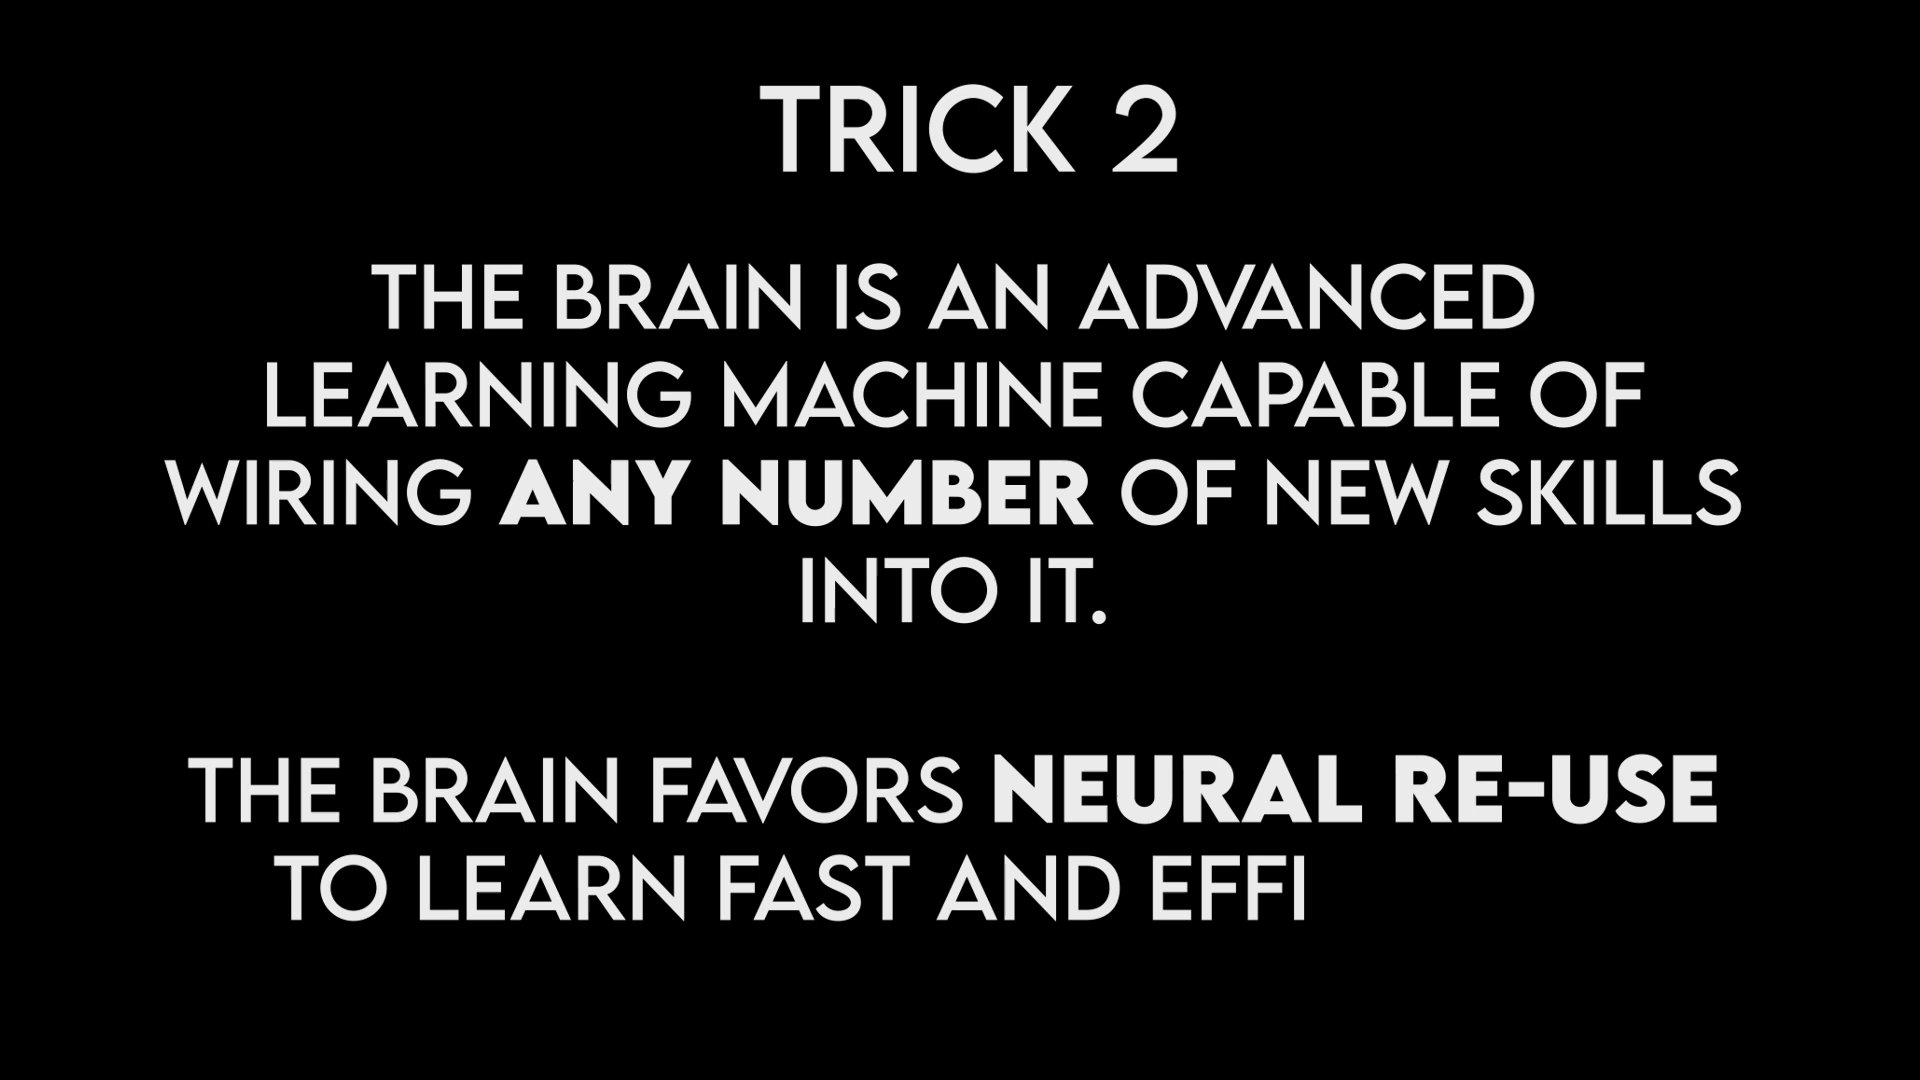 TRICK 2
THE BRAIN IS AN ADVANCED
LEARNING MACHINE CAPABLE OF
WIRING ANY NUMBER OF NEW SKILLS
INTO IT.
THE BRAIN FAVORS NEURAL RE-USE
TO LEARN FAST AND EFFI